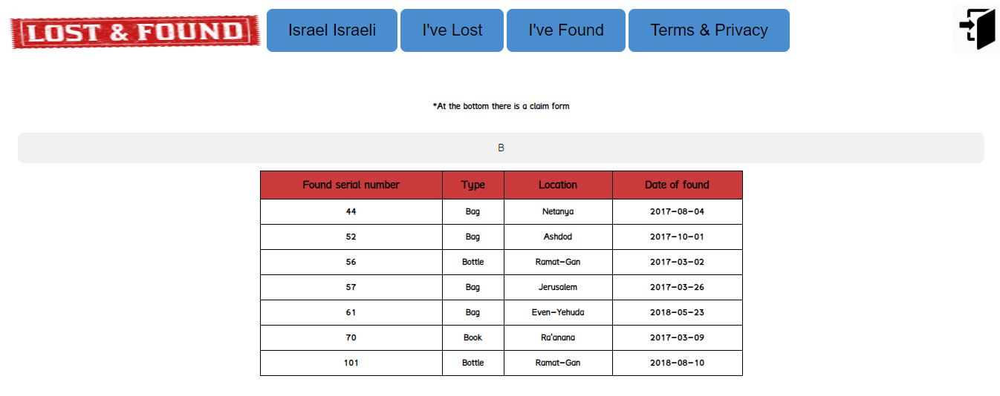 LOST & FOUND Israel Israeli I've Lost I've Found Terms & Privacy
*At the bottom there is a claim form
B
Found serial number Type Location Date of found
44 Bag Netanya 2017-08-04
52 Bag Ashdod 2017-10-01
56 Bottle Ramat-Gan 2017-03-02
57 Bag Jerusalem 2017-03-26
61 Bag Even-Yehuda 2018-05-23
70 Book Ra'anana 2017-03-09
101 Bottle Ramat-Gan 2018-08-10